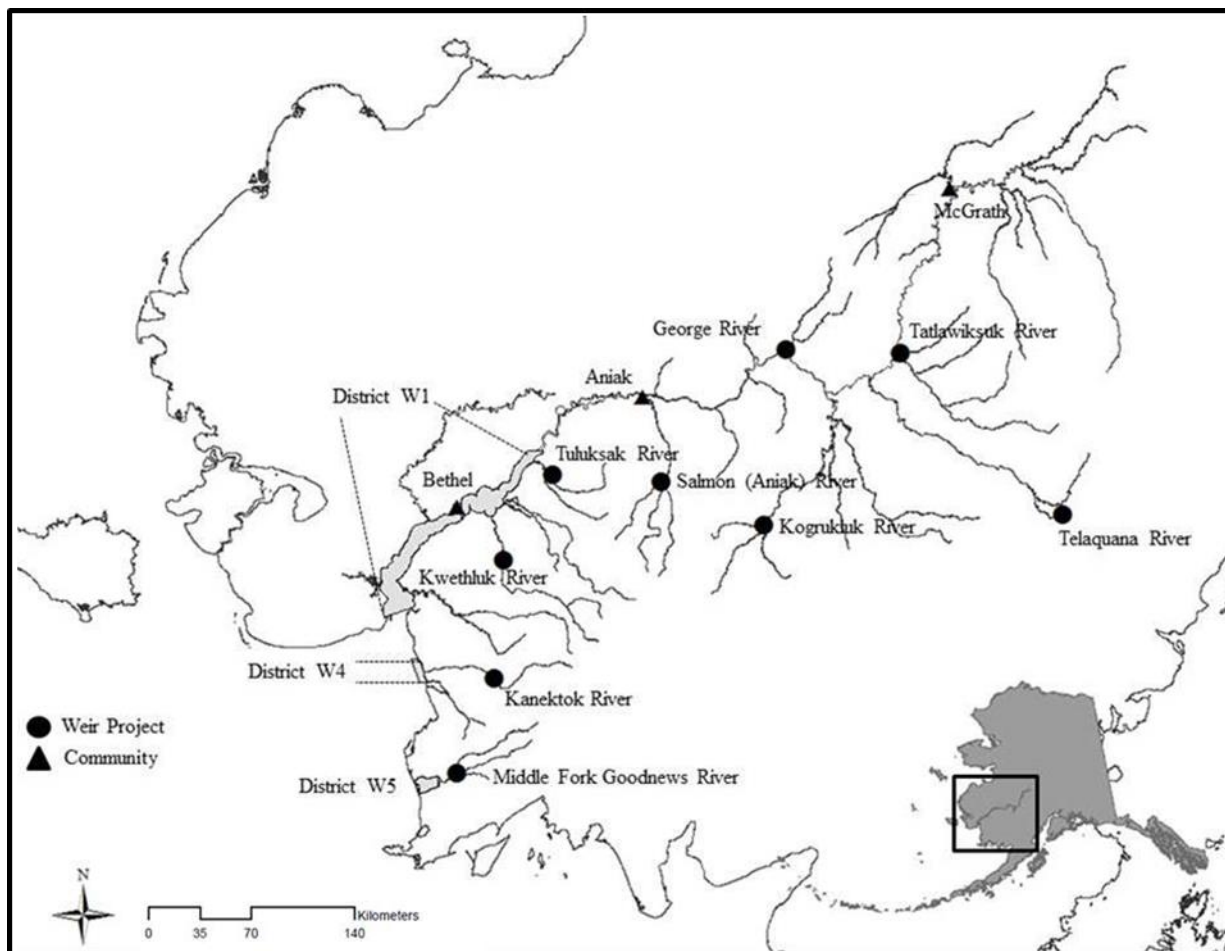 McGrath
George River
Tatlawiksuk River
Aniak
District W1
Tuluksak River
Bethel
Salmon (Aniak) River
Kogrukluk River
Telaquana River
Kwethluk River
District W4
Kanektok River
Weir Project
Community
District W5
Middle Fork Goodnews River
N
Kilometers
0 35 70 140